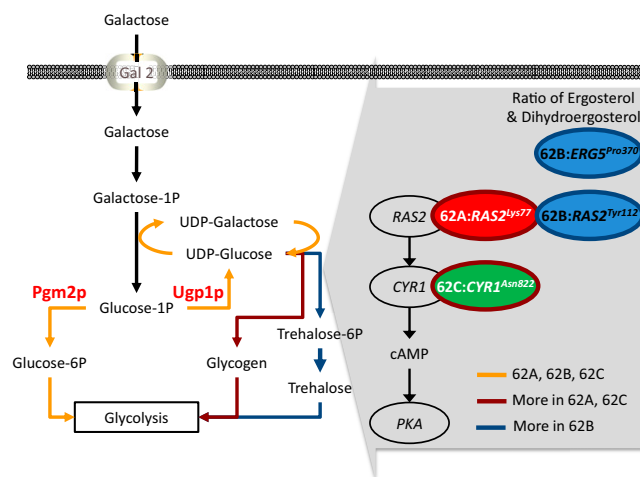 Galactose
Gal 2
Galactose
Galactose-1P
UDP-Galactose
UDP-Glucose
Pgm2p
Ugp1p
Glucose-1P
Glucose-6P
Glycogen
Trehalose-6P
Trehalose
Glycolysis
Ratio of Ergosterol
& Dihydroergosterol
62B:ERG5Pro370
RAS2
62A:RAS2Lys77
62B:RAS2Tyr112
CYR1
62C:CYR1Asn822
cAMP
PKA
62A, 62B, 62C
More in 62A, 62C
More in 62B